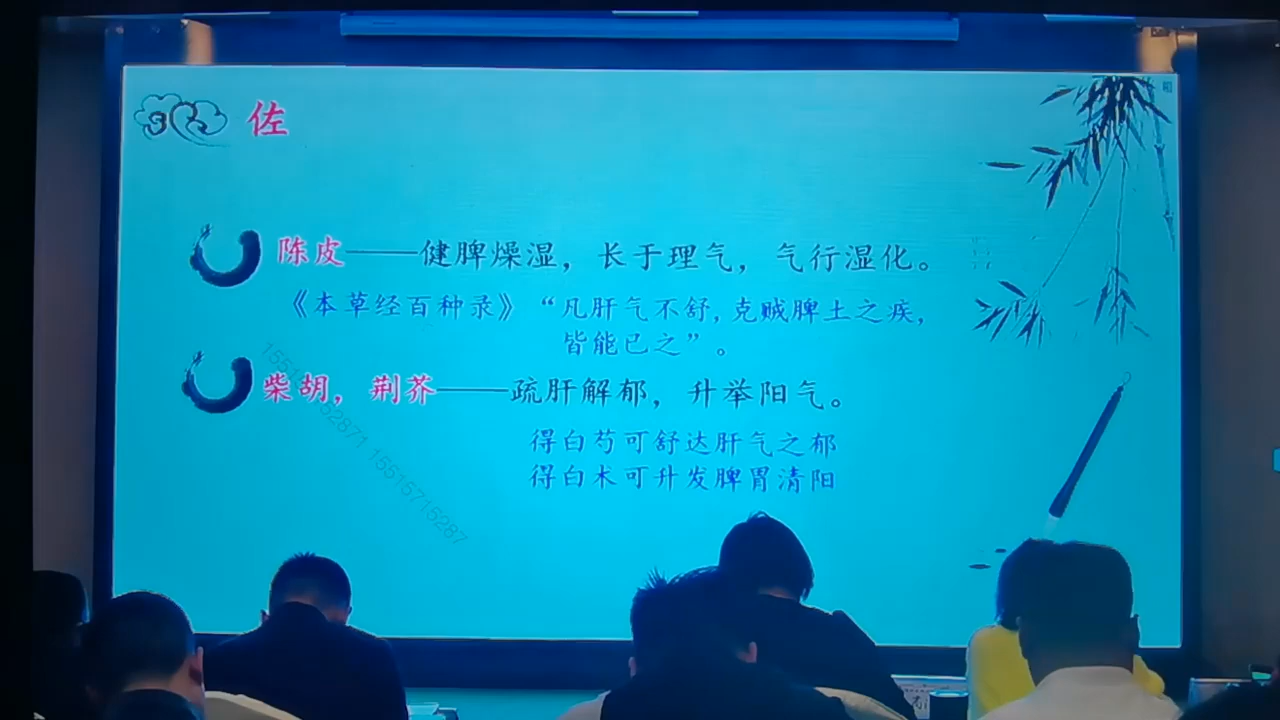 佐
陈皮——健脾燥湿，长于理气，气行湿化。
《本草经百种录》“凡肝气不舒,克贼脾土之疾,
皆能已之”。
柴胡，荆芥——疏肝解郁，升举阳气。
得白芍可舒达肝气之郁
得白术可升发脾胃清阳
15515715287